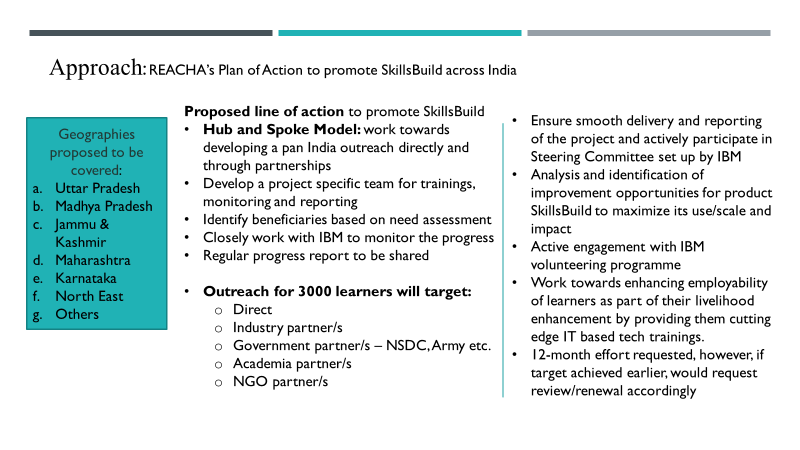 Approach: REACHA's Plan of Action to promote SkillsBuild across India
Geographies
proposed to be
covered:
a. Uttar Pradesh
b. Madhya Pradesh
c. Jammu &
Kashmir
d. Maharashtra
e. Karnataka
f. North East
g. Others
Proposed line of action to promote SkillsBuild
• Hub and Spoke Model: work towards
developing a pan India outreach directly and
through partnerships
• Develop a project specific team for trainings,
monitoring and reporting
• Identify beneficiaries based on need assessment
• Closely work with IBM to monitor the progress
• Regular progress report to be shared
• Outreach for 3000 learners will target:
o Direct
o Industry partner/s
o Government partner/s – NSDC, Army etc.
o Academia partner/s
o NGO partner/s
• Ensure smooth delivery and reporting
of the project and actively participate in
Steering Committee set up by IBM
• Analysis and identification of
improvement opportunities for product
SkillsBuild to maximize its use/scale and
impact
• Active engagement with IBM
volunteering programme
• Work towards enhancing employability
of learners as part of their livelihood
enhancement by providing them cutting
edge IT based tech trainings.
• 12-month effort requested, however, if
target achieved earlier, would request
review/renewal accordingly